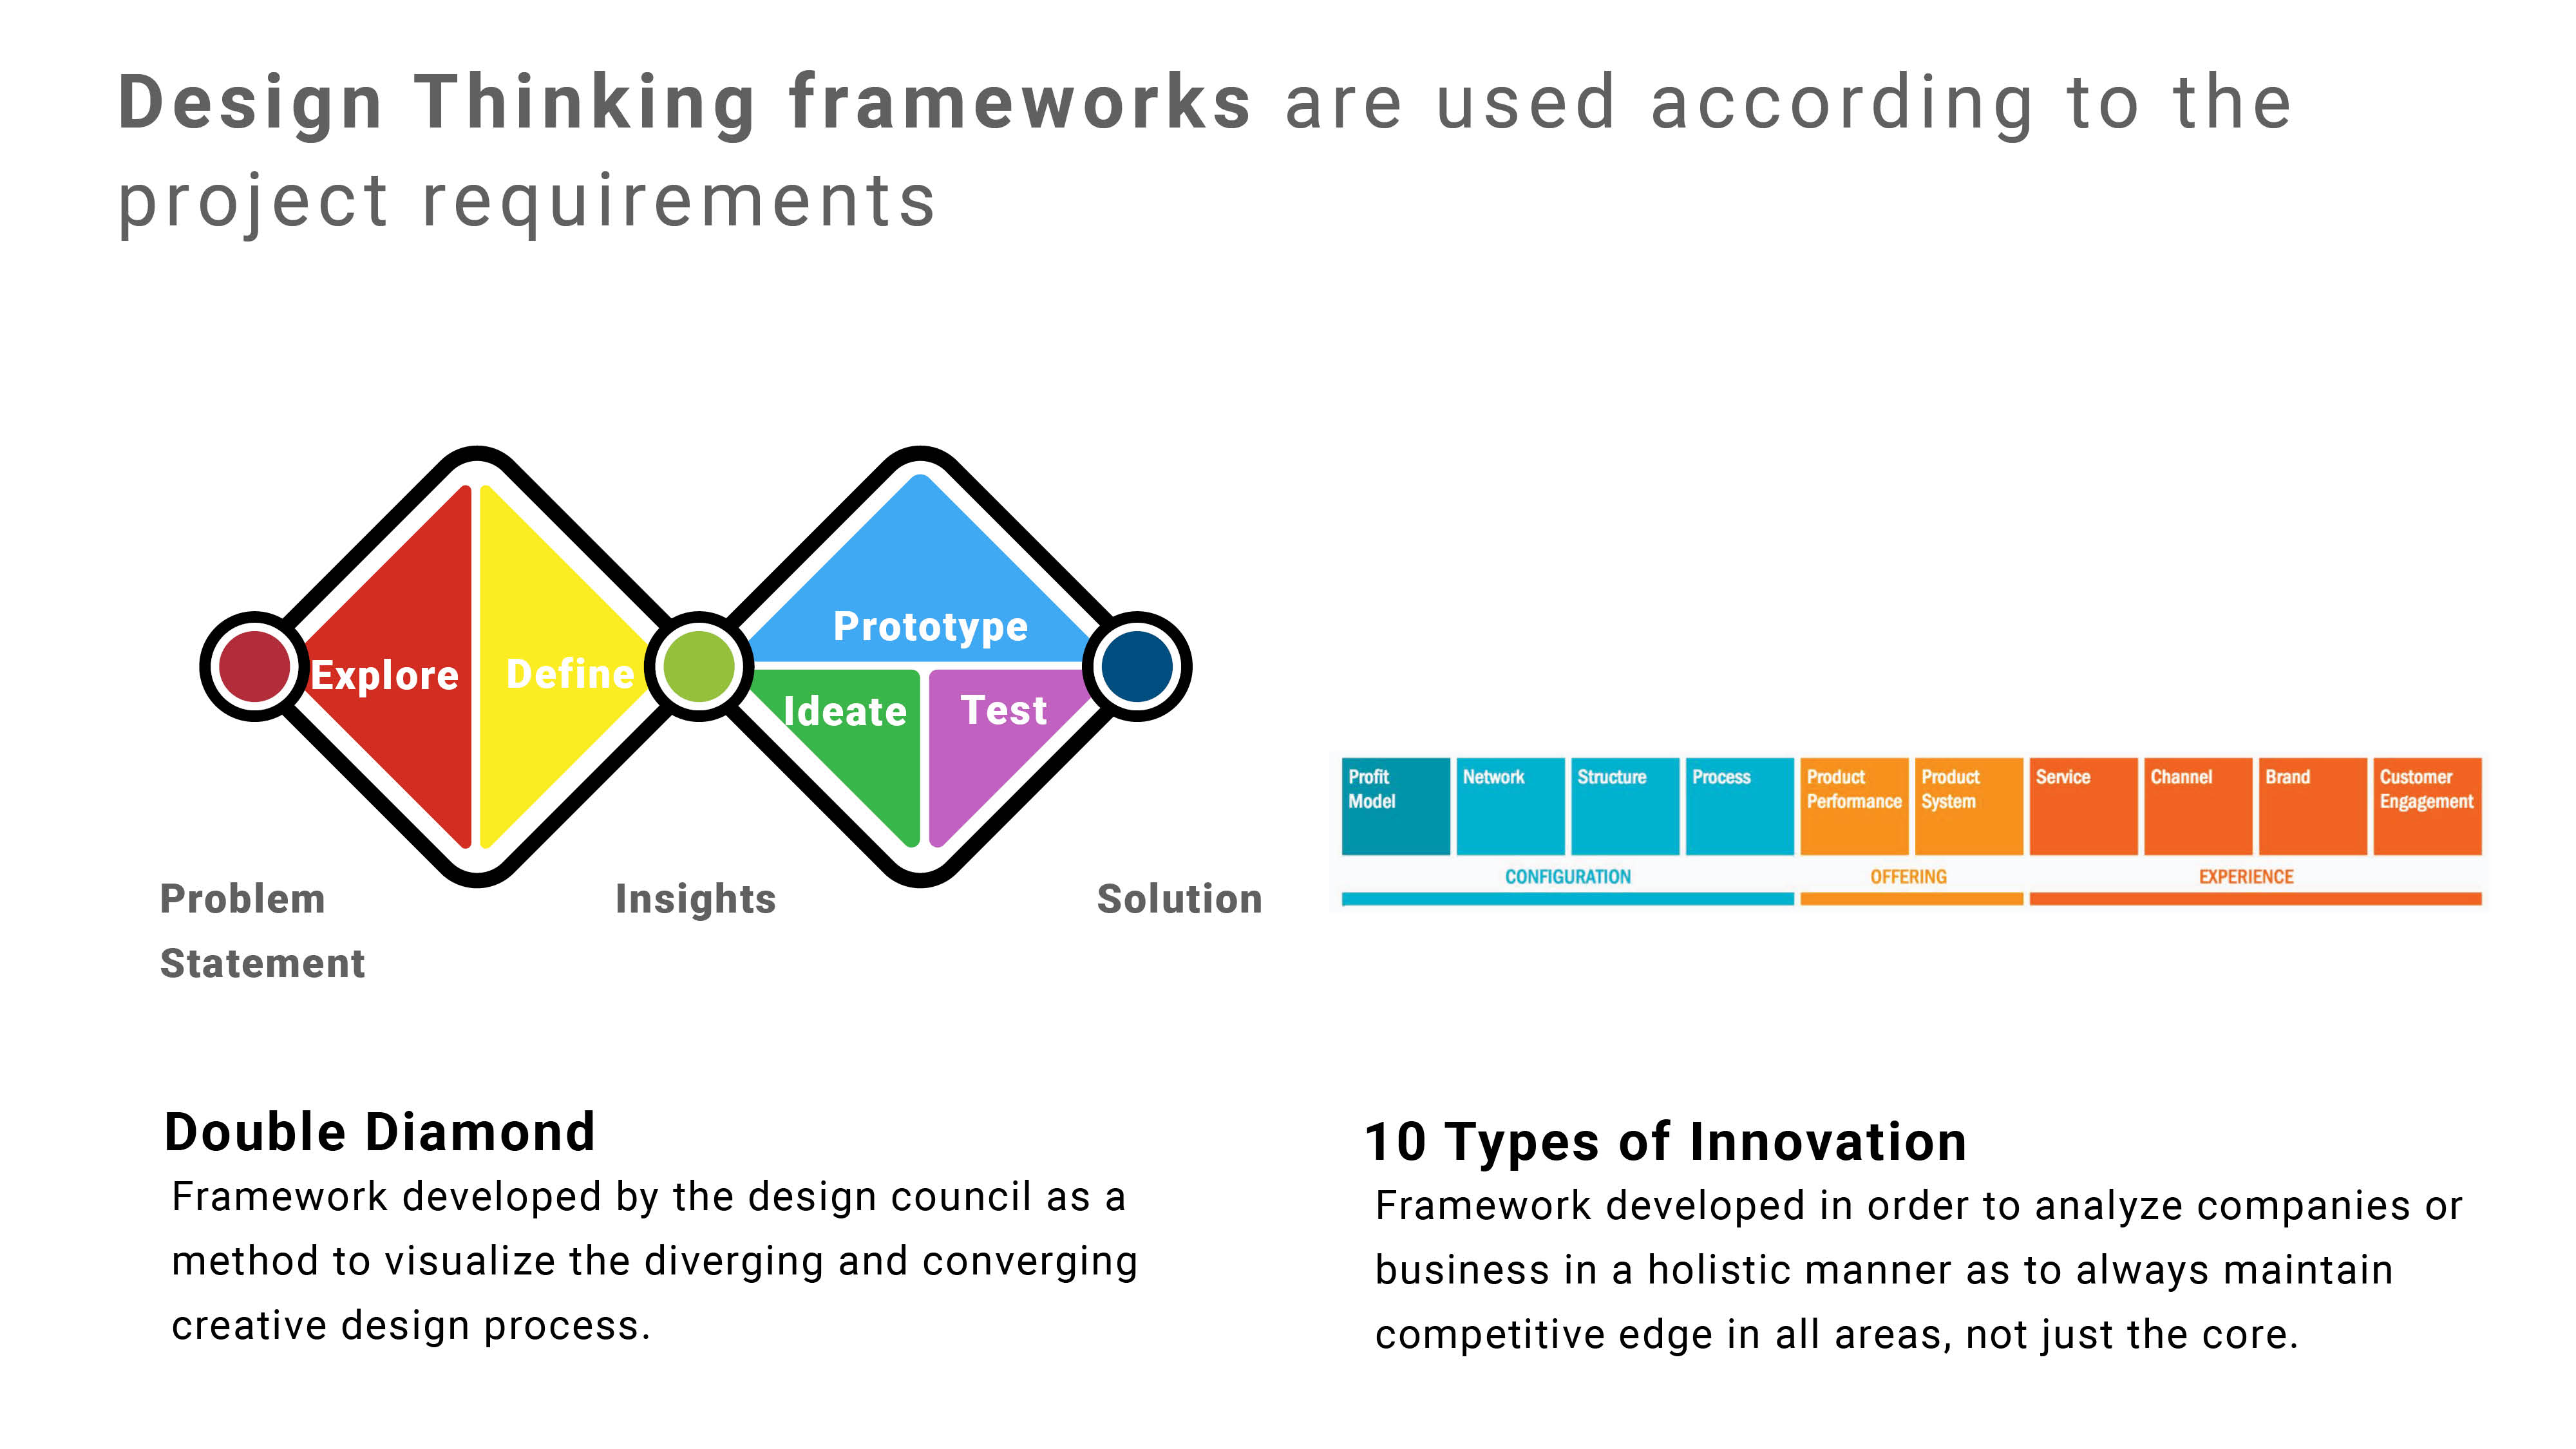 Design Thinking frameworks are used according to the
project requirements
Explore
Define
Prototype
Ideate
Test
Problem
Statement
Insights
Solution
Profit
Model
Network
Structure
Process
Product
Performance
Product
System
Service
Channel
Brand
Customer
Engagement
CONFIGURATION
OFFERING
EXPERIENCE
Double Diamond
Framework developed by the design council as a
method to visualize the diverging and converging
creative design process.
10 Types of Innovation
Framework developed in order to analyze companies or
business in a holistic manner as to always maintain
competitive edge in all areas, not just the core.